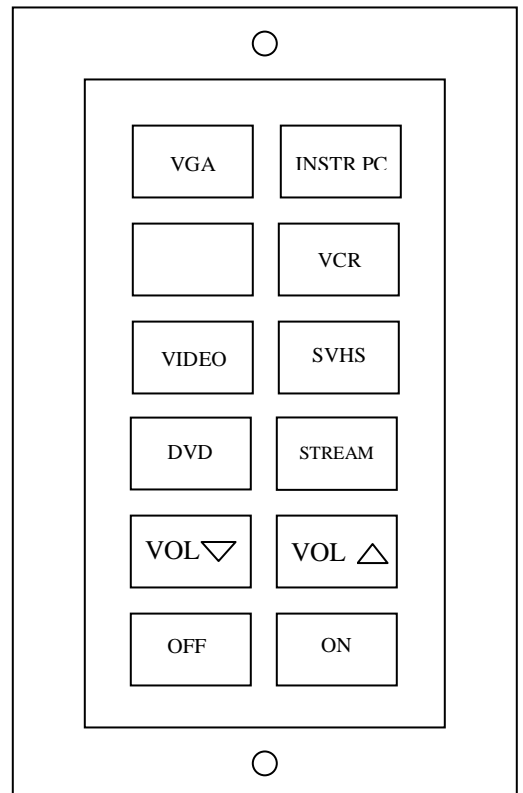 VGA INSTR PC
VCR
VIDEO SVHS
DVD STREAM
VOL VOL
OFF ON